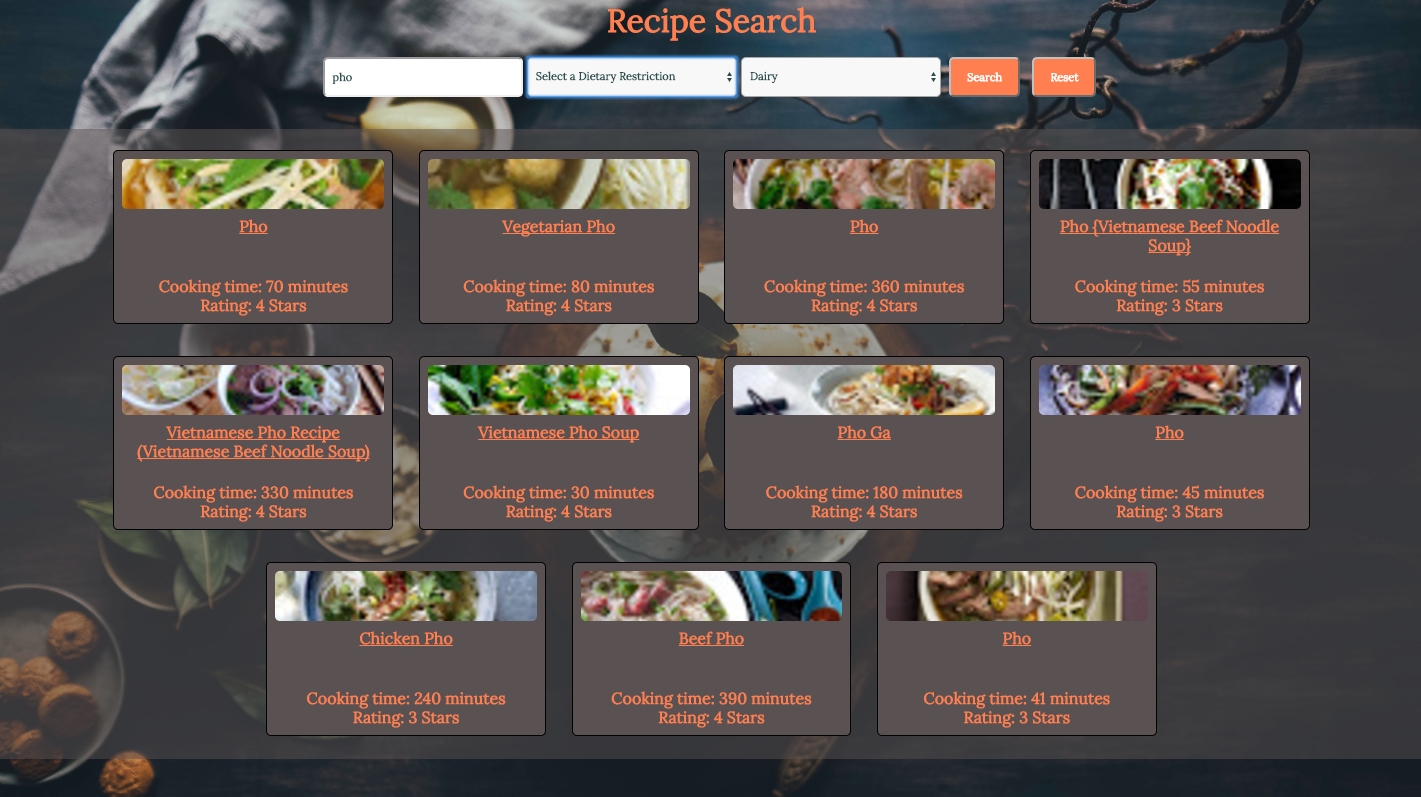 Recipe Search
pho
Select a Dietary Restriction
Dairy
Search
Reset
Pho
Cooking time: 70 minutes
Rating: 4 Stars
Vegetarian Pho
Cooking time: 80 minutes
Rating: 4 Stars
Pho
Cooking time: 360 minutes
Rating: 4 Stars
Pho {Vietnamese Beef Noodle
Soup}
Cooking time: 55 minutes
Rating: 3 Stars
Vietnamese Pho Recipe
(Vietnamese Beef Noodle Soup)
Cooking time: 330 minutes
Rating: 4 Stars
Vietnamese Pho Soup
Cooking time: 30 minutes
Rating: 4 Stars
Pho Ga
Cooking time: 180 minutes
Rating: 4 Stars
Pho
Cooking time: 45 minutes
Rating: 3 Stars
Chicken Pho
Cooking time: 240 minutes
Rating: 3 Stars
Beef Pho
Cooking time: 390 minutes
Rating: 4 Stars
Pho
Cooking time: 41 minutes
Rating: 3 Stars